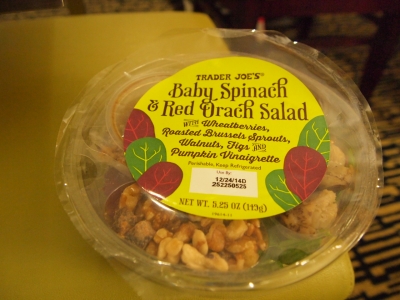 TRADER JOE'S®
Baby Spinach
& Red Orach Salad
WITH Wheatberries,
Roasted Brussels Sprouts,
Walnuts, Figs AND
Pumpkin Vinaigrette
Perishable, Keep Refrigerated
Use By:
12/24/14D
252250525
NET WT. 5.25 OZ (149g)